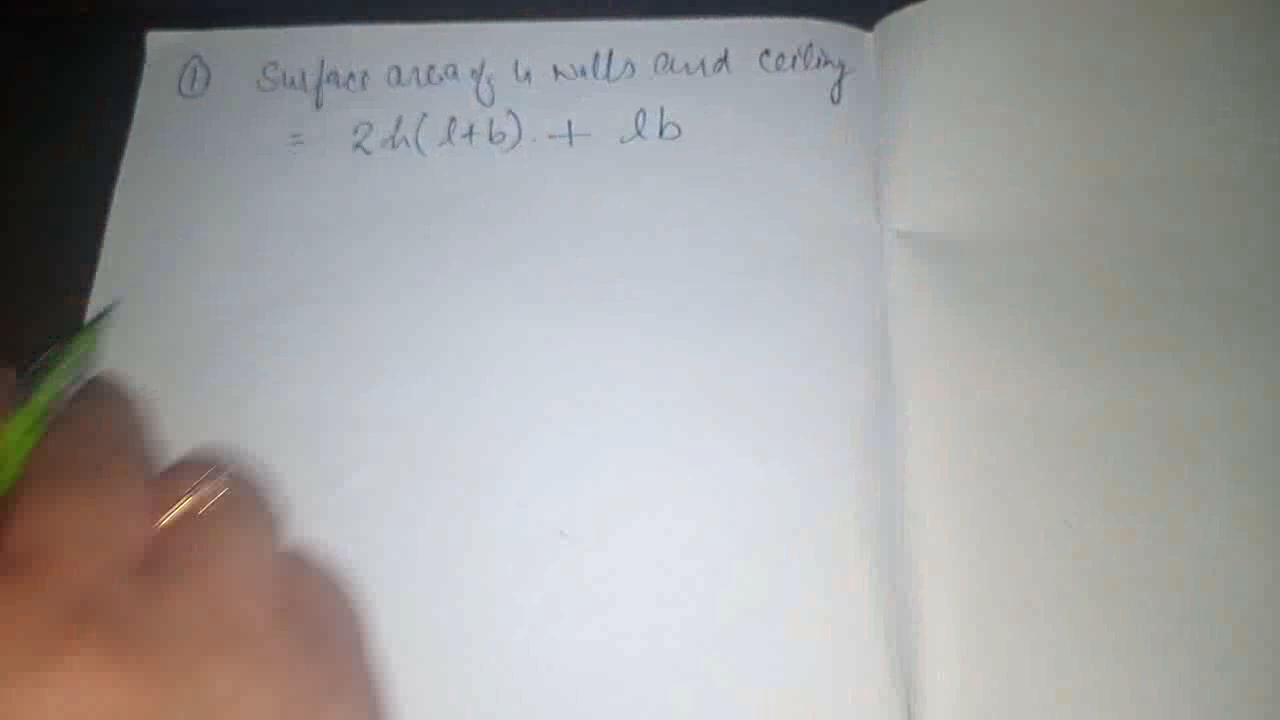 ① Surface area of 4 walls and ceiling
= 2h(l+b) + lb